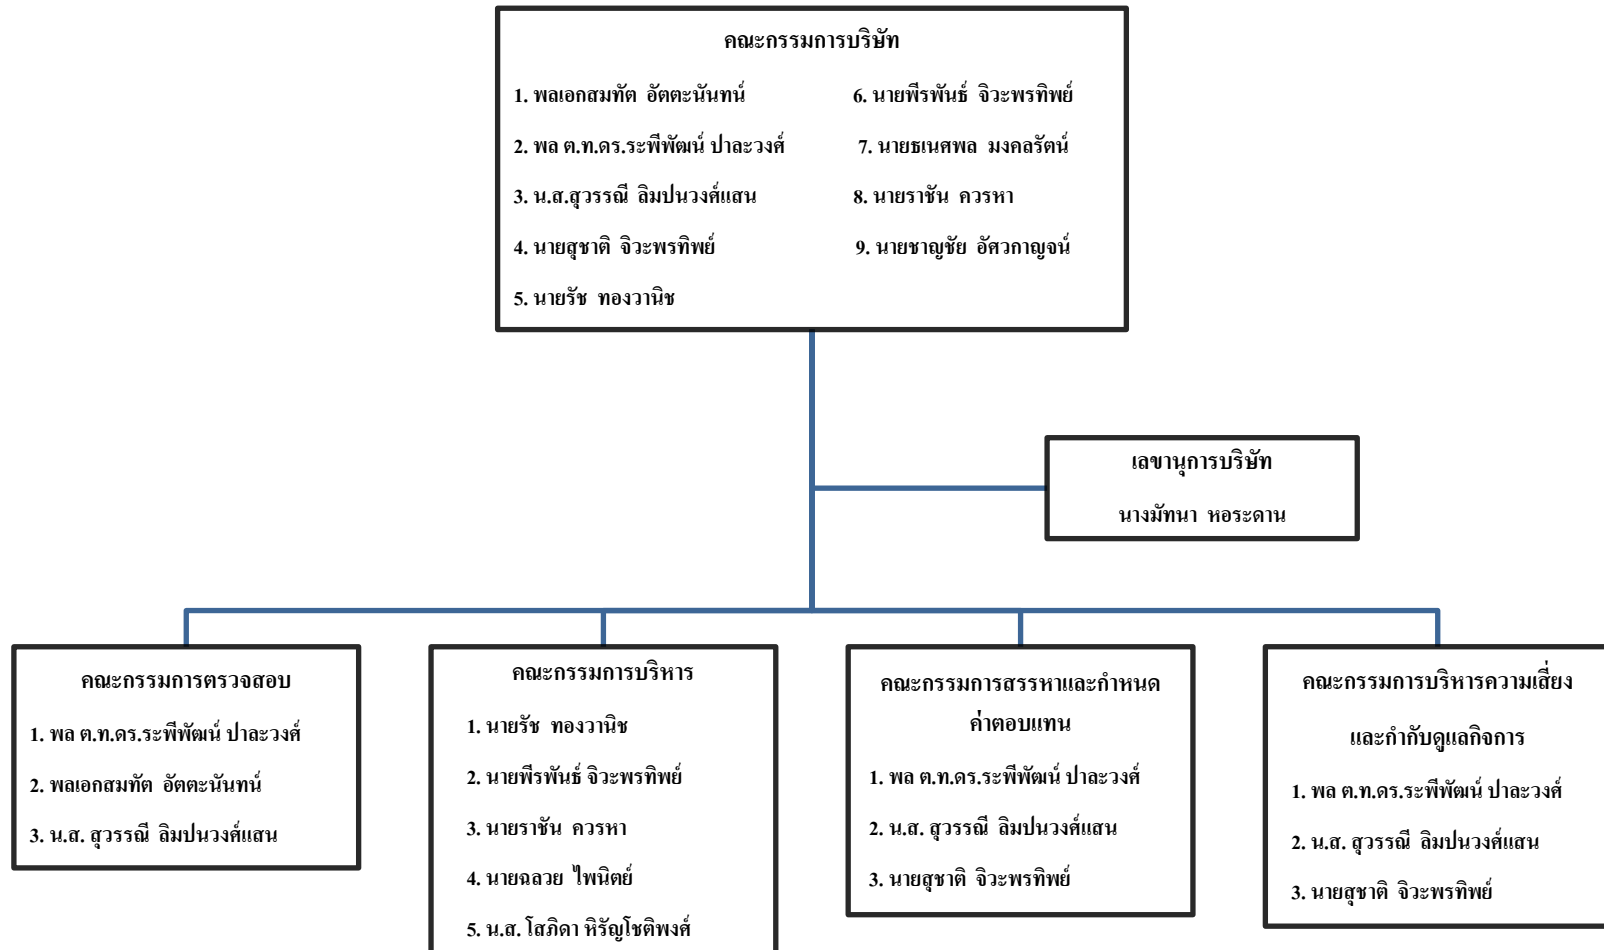 คณะกรรมการบริษัท
1. พลเอกสมทัต  อัตตะนันทน์
6. นายพีรพันธ์  จิวะพรทิพย์
2. พล ต.ท.ดร.ระพีพัฒน์ ปาละวงศ์
7. นายธเนศพล  มงคลรัตน์
3. น.ส.สุวรรณี  ลิมปนวงศ์แสน
8. นายราชัน  ควรหา
4. นายสุชาติ  จิวะพรทิพย์
9. นายชาญชัย  อัศวกาญจน์
5. นายรัช  ทองวานิช
เลขานุการบริษัท
นางมัทนา  หอระดาน
คณะกรรมการตรวจสอบ
1. พล ต.ท.ดร.ระพีพัฒน์ ปาละวงศ์
2. พลเอกสมทัต  อัตตะนันทน์
3. น.ส. สุวรรณี  ลิมปนวงศ์แสน
คณะกรรมการบริหาร
1. นายรัช  ทองวานิช
2. นายพีรพันธ์ จิวะพรทิพย์
3. นายราชัน  ควรหา
4. นายฉลวย  ไพนิตย์
5. น.ส. โสภิดา หิรัญโชติพงศ์
คณะกรรมการสรรหาและกำหนด
ค่าตอบแทน
1. พล ต.ท.ดร.ระพีพัฒน์ ปาละวงศ์
2. น.ส. สุวรรณี  ลิมปนวงศ์แสน
3. นายสุชาติ  จิวะพรทิพย์
คณะกรรมการบริหารความเสี่ยง
และกำกับดูแลกิจการ
1. พล ต.ท.ดร.ระพีพัฒน์ ปาละวงศ์
2. น.ส. สุวรรณี  ลิมปนวงศ์แสน
3. นายสุชาติ  จิวะพรทิพย์